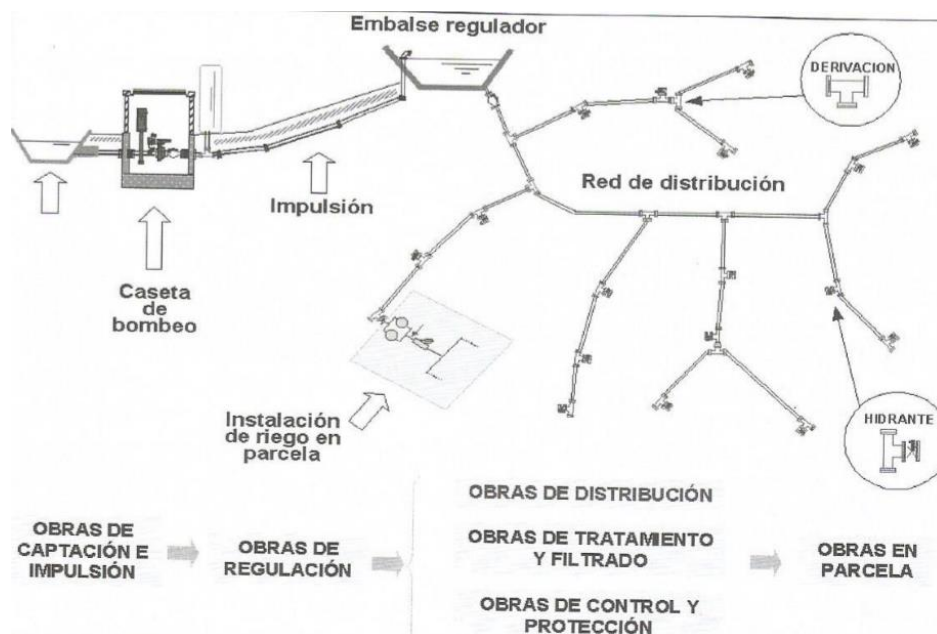 Embalse regulador
DERIVACION
Impulsión
Red de distribución
Caseta
de
bombeo
Instalación
de riego en
parcela
HIDRANTE
OBRAS DE
CAPTACIÓN E
IMPULSIÓN
OBRAS DE
REGULACIÓN
OBRAS DE DISTRIBUCIÓN
OBRAS DE TRATAMIENTO
Y FILTRADO
OBRAS DE CONTROL Y
PROTECCIÓN
OBRAS EN
PARCELA